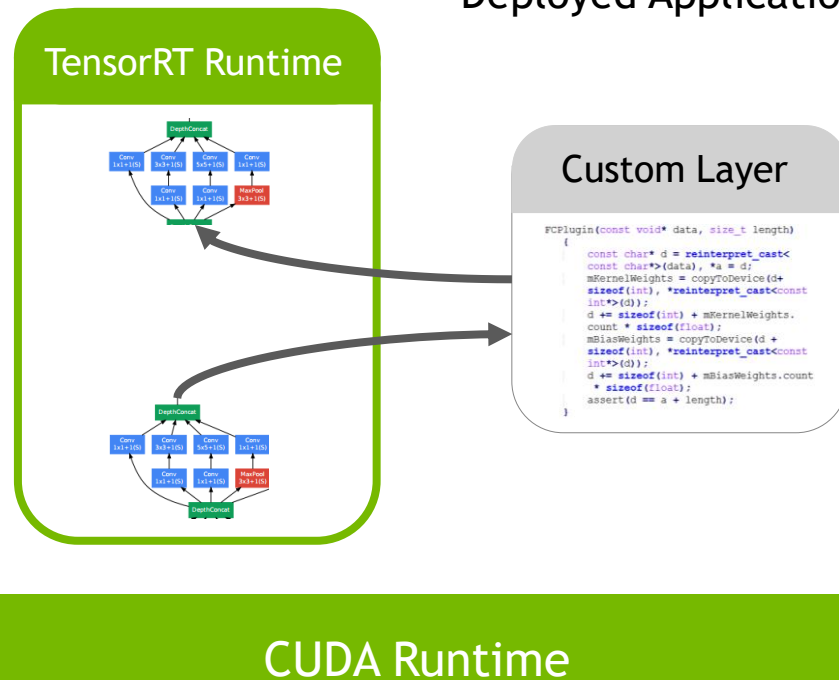 Deployed Applicatio
TensorRT Runtime
DepthConcat
Conv 1x1+1(S) Conv 3x3+1(S) Conv 5x5+1(S) Conv 1x1+1(S)
Conv 1x1+1(S) Conv 1x1+1(S) MaxPool 3x3+1(S)
Custom Layer
FCPlugin(const void* data, size_t length)
{
const char* d = reinterpret_cast<
const char*>(data), *a = d;
mKernelWeights = copyToDevice(d+
sizeof(int), *reinterpret_cast<const
int*>(d));
d += sizeof(int) + mKernelWeights.
count * sizeof(float);
mBiasWeights = copyToDevice(d +
sizeof(int), *reinterpret_cast<const
int*>(d));
d += sizeof(int) + mBiasWeights.count
* sizeof(float);
assert(d == a + length);
}
DepthConcat
Conv 1x1+1(S) Conv 3x3+1(S) Conv 5x5+1(S) Conv 1x1+1(S)
Conv 1x1+1(S) Conv 1x1+1(S) MaxPool 3x3+1(S)
DepthConcat
CUDA Runtime